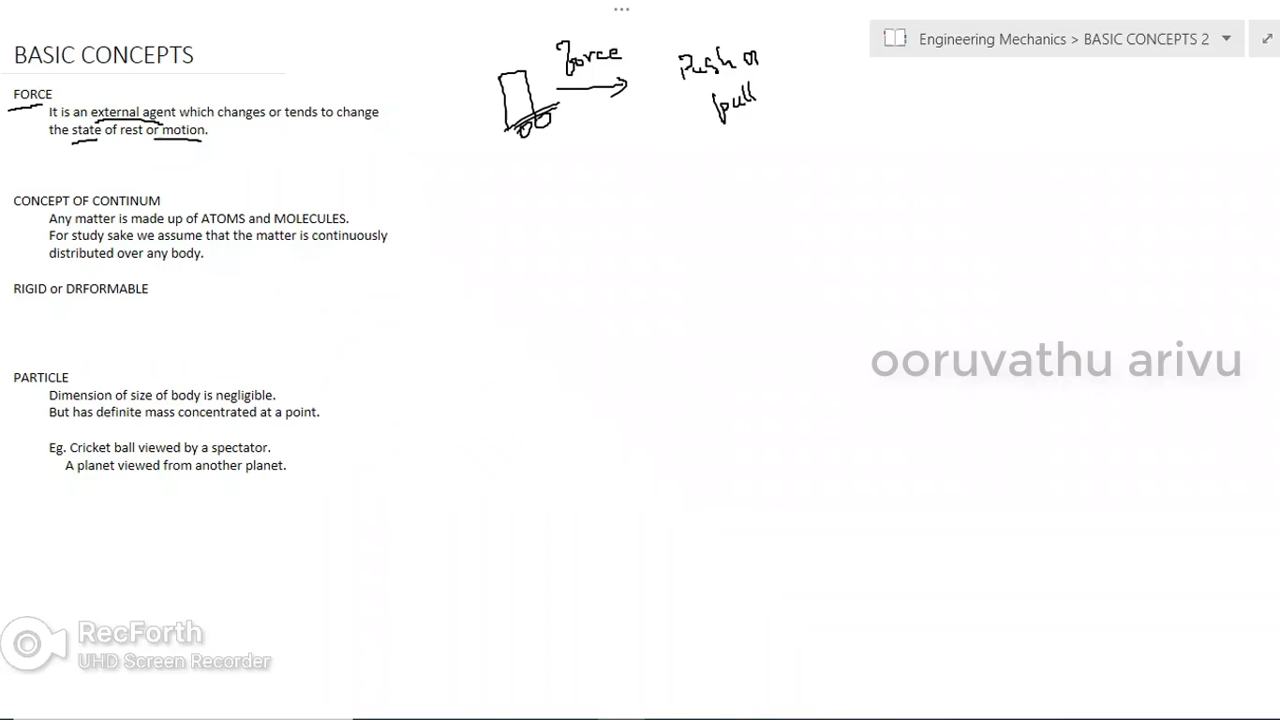 ...
Engineering Mechanics > BASIC CONCEPTS 2
BASIC CONCEPTS
FORCE
It is an external agent which changes or tends to change
the state of rest or motion.
force
Push or
pull
CONCEPT OF CONTINUM
Any matter is made up of ATOMS and MOLECULES.
For study sake we assume that the matter is continuously
distributed over any body.
RIGID or DRFORMABLE
ooruvathu arivu
PARTICLE
Dimension of size of body is negligible.
But has definite mass concentrated at a point.
Eg. Cricket ball viewed by a spectator.
A planet viewed from another planet.
RecForth
UHD Screen Recorder